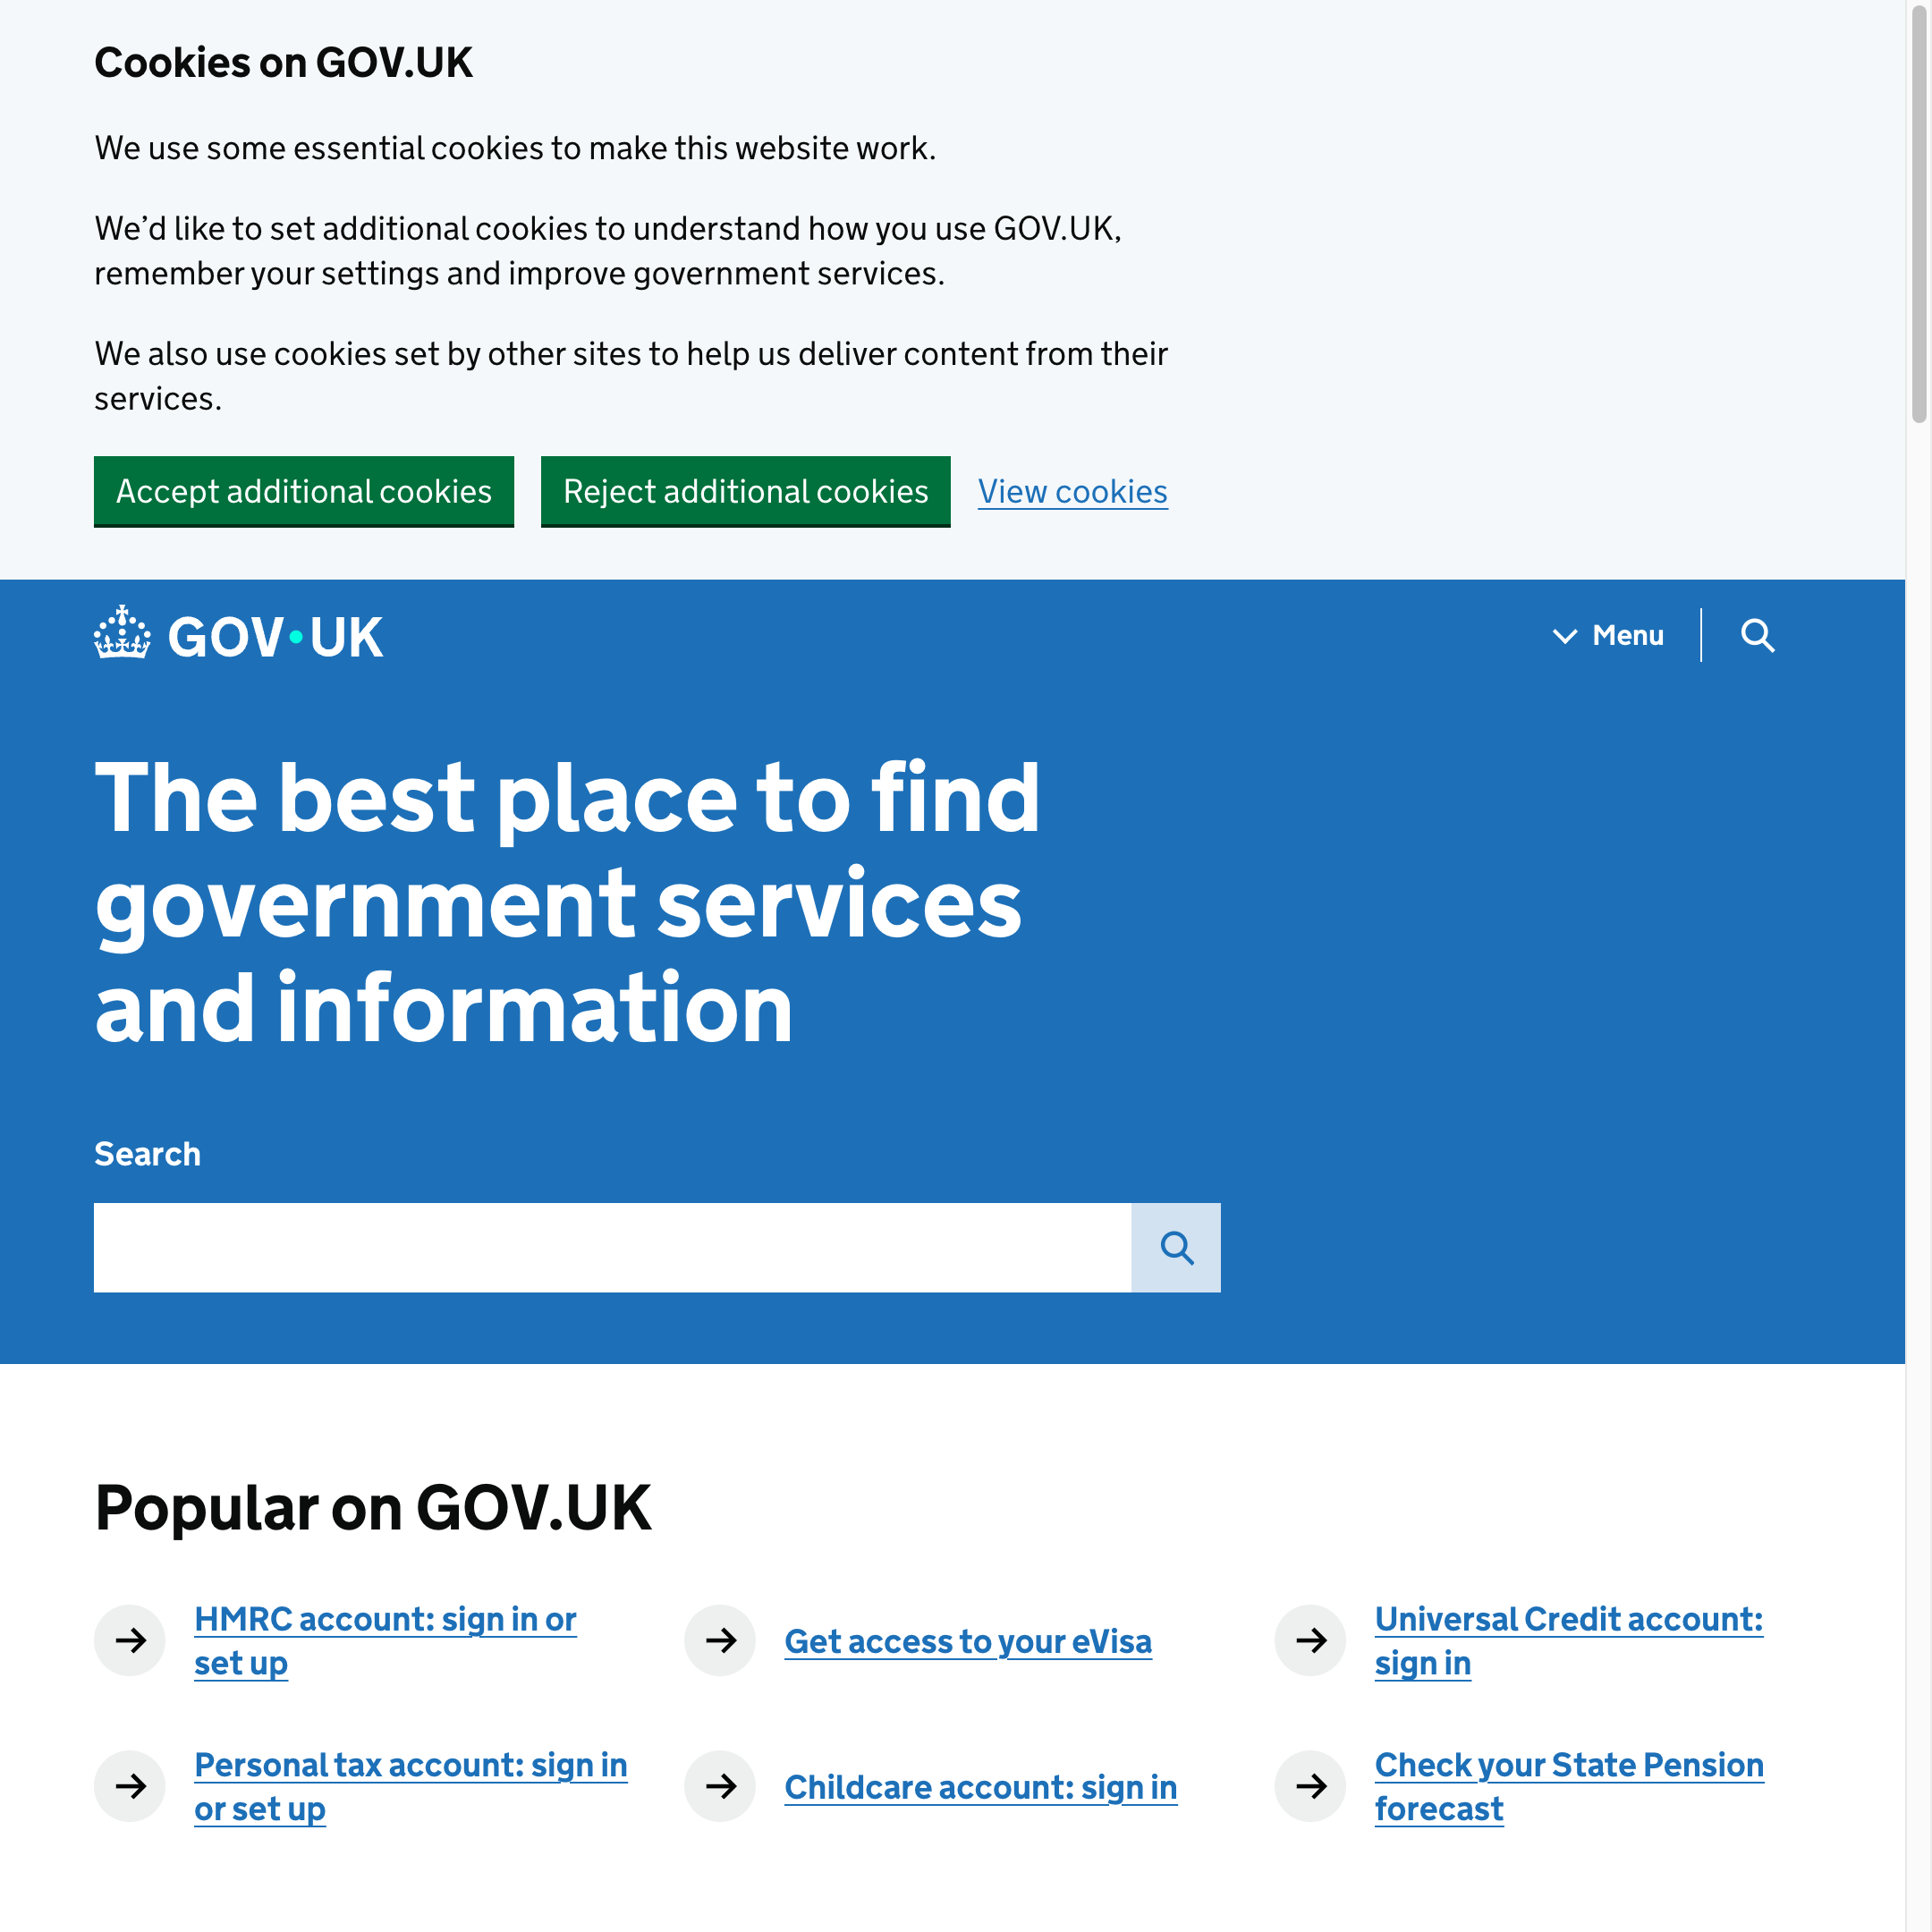 Cookies on GOV.UK
We use some essential cookies to make this website work.
We’d like to set additional cookies to understand how you use GOV.UK,
remember your settings and improve government services.
We also use cookies set by other sites to help us deliver content from their
services.
Accept additional cookies
Reject additional cookies
View cookies
GOV•UK
Menu
The best place to find
government services
and information
Search
Popular on GOV.UK
HMRC account: sign in or
set up
Get access to your eVisa
Universal Credit account:
sign in
Personal tax account: sign in
or set up
Childcare account: sign in
Check your State Pension
forecast